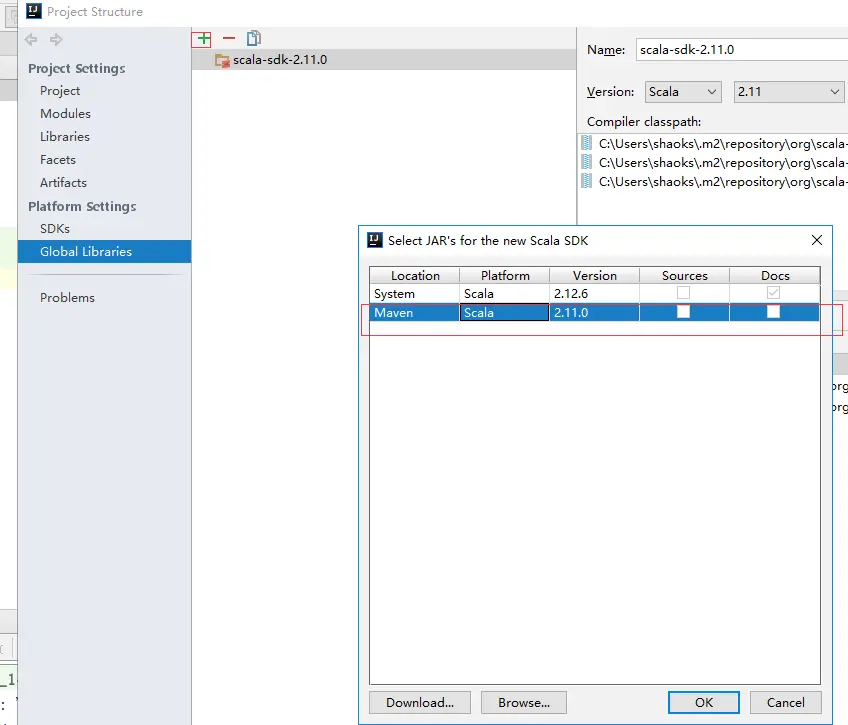 Project Structure
Project Settings
Project
Modules
Libraries
Facets
Artifacts
Platform Settings
SDKs
Global Libraries
Problems
scala-sdk-2.11.0
Name: scala-sdk-2.11.0
Version: Scala 2.11
Compiler classpath:
C:\Users\shaoks\.m2\repository\org\scala-
C:\Users\shaoks\.m2\repository\org\scala-
C:\Users\shaoks\.m2\repository\org\scala-
Select JAR's for the new Scala SDK
Location Platform Version Sources Docs
System Scala 2.12.6
Maven Scala 2.11.0
Download... Browse... OK Cancel